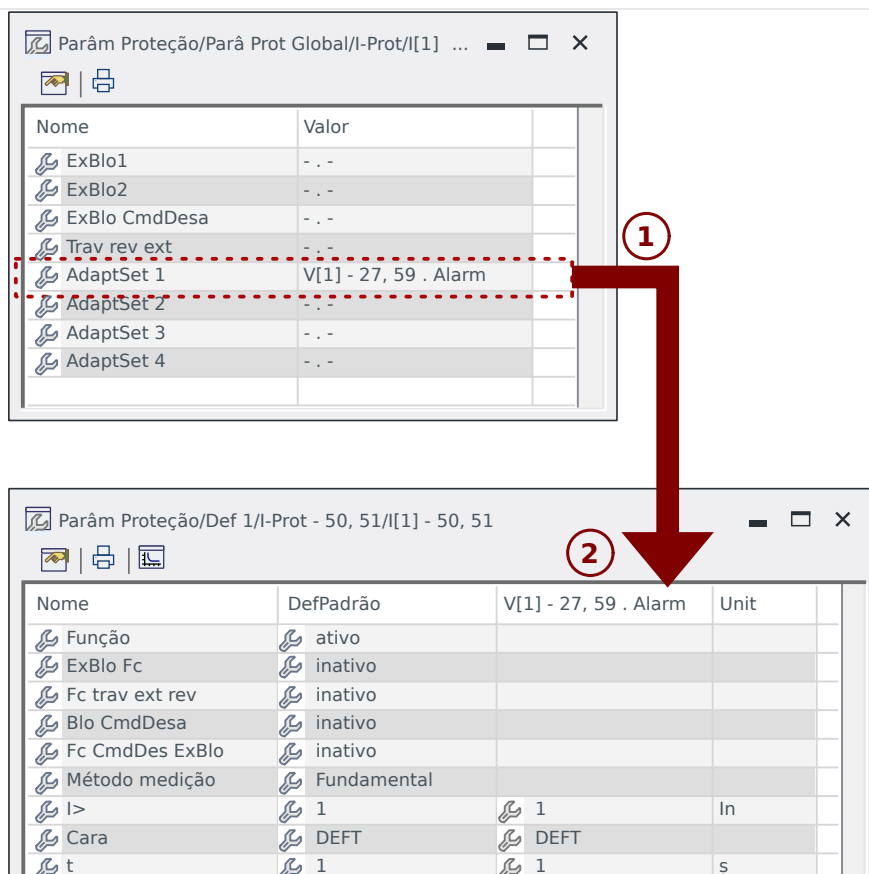 Parâm Proteção/Parâ Prot Global/I-Prot/I[1] ...
Nome Valor
ExBlo1 - . -
ExBlo2 - . -
ExBlo CmdDesa - . -
Trav rev ext - . -
AdaptSet 1 V[1] - 27, 59 . Alarm
AdaptSet 2 - . -
AdaptSet 3 - . -
AdaptSet 4 - . -
1
Parâm Proteção/Def 1/I-Prot - 50, 51/I[1] - 50, 51
2
Nome DefPadrão V[1] - 27, 59 . Alarm Unit
Função ativo
ExBlo Fc inativo
Fc trav ext rev inativo
Blo CmdDesa inativo
Fc CmdDes ExBlo inativo
Método medição Fundamental
I> 1 1 In
Cara DEFT DEFT
t 1 1 s